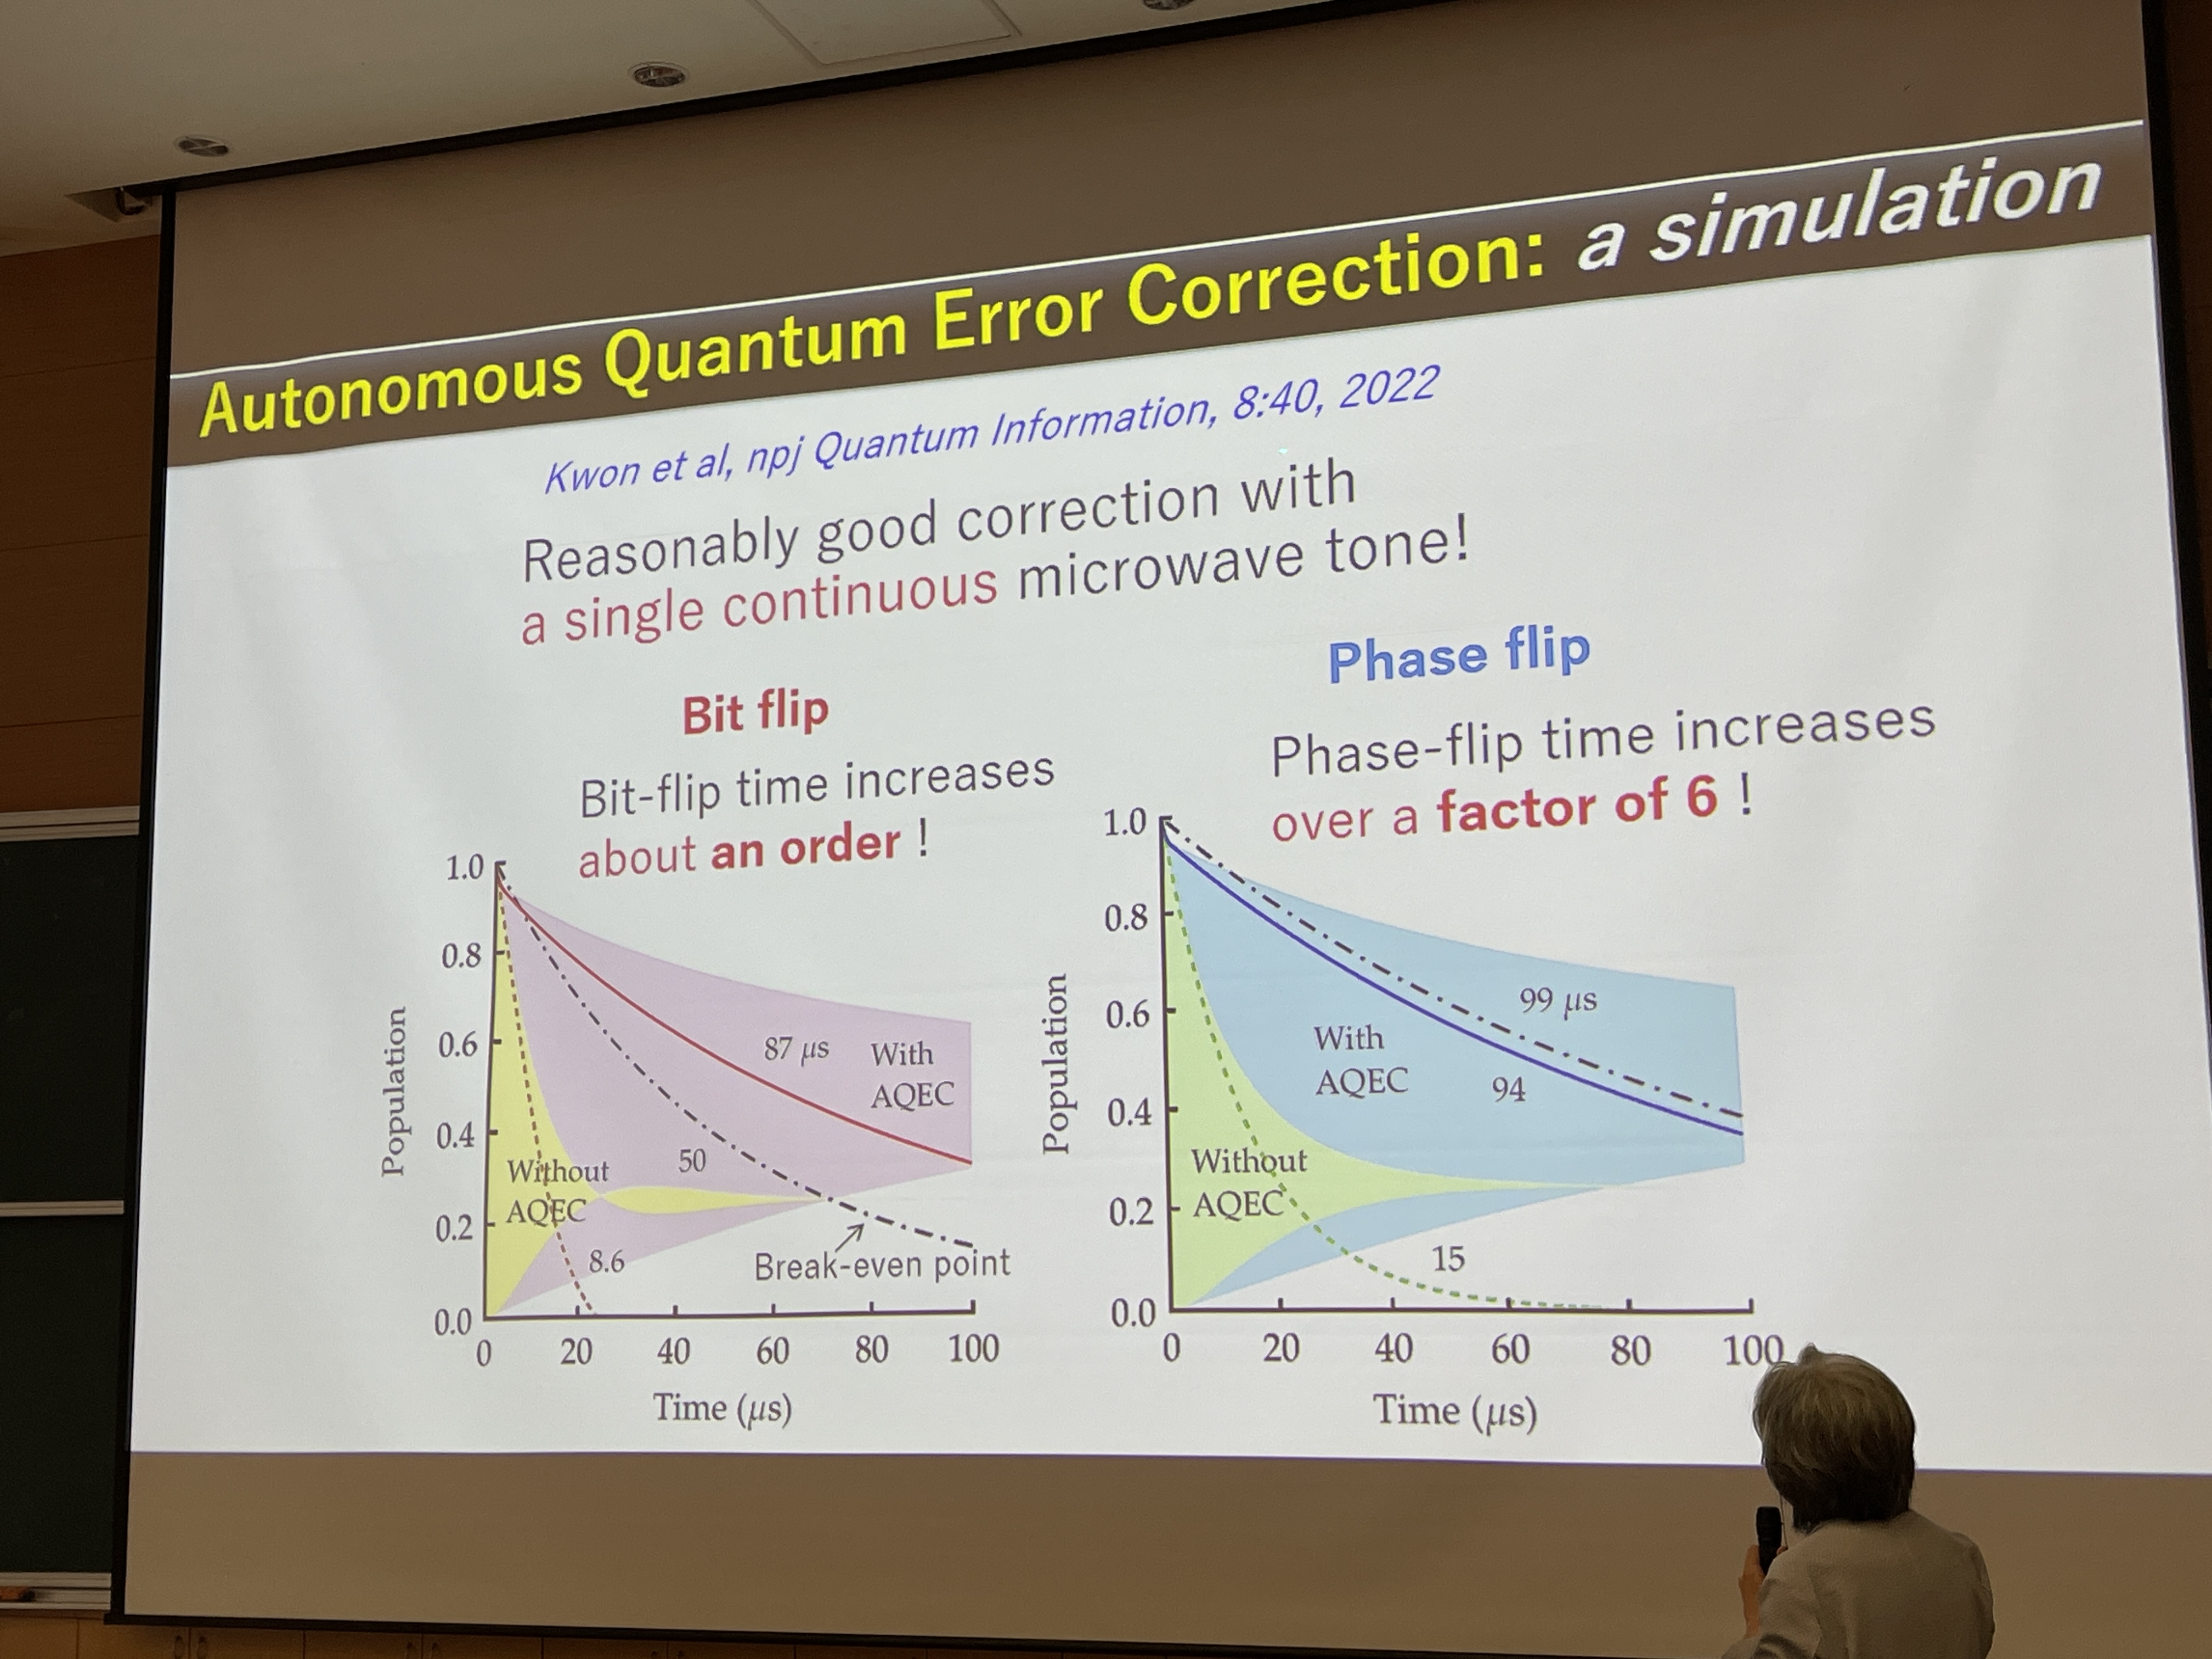 Autonomous Quantum Error Correction: a simulation
Kwon et al, npj Quantum Information, 8:40, 2022
Reasonably good correction with
a single continuous microwave tone!
Bit flip
Bit-flip time increases
about an order !
1.0
0.8
0.6
0.4
0.2
0.0
Population
87 μs
With
AQEC
50
Without
AQEC
8.6
Break-even point
0 20 40 60 80 100
Time (μs)
Phase flip
Phase-flip time increases
over a factor of 6 !
1.0
0.8
0.6
0.4
0.2
0.0
Population
99 μs
With
AQEC
94
Without
AQEC
15
0 20 40 60 80 100
Time (μs)